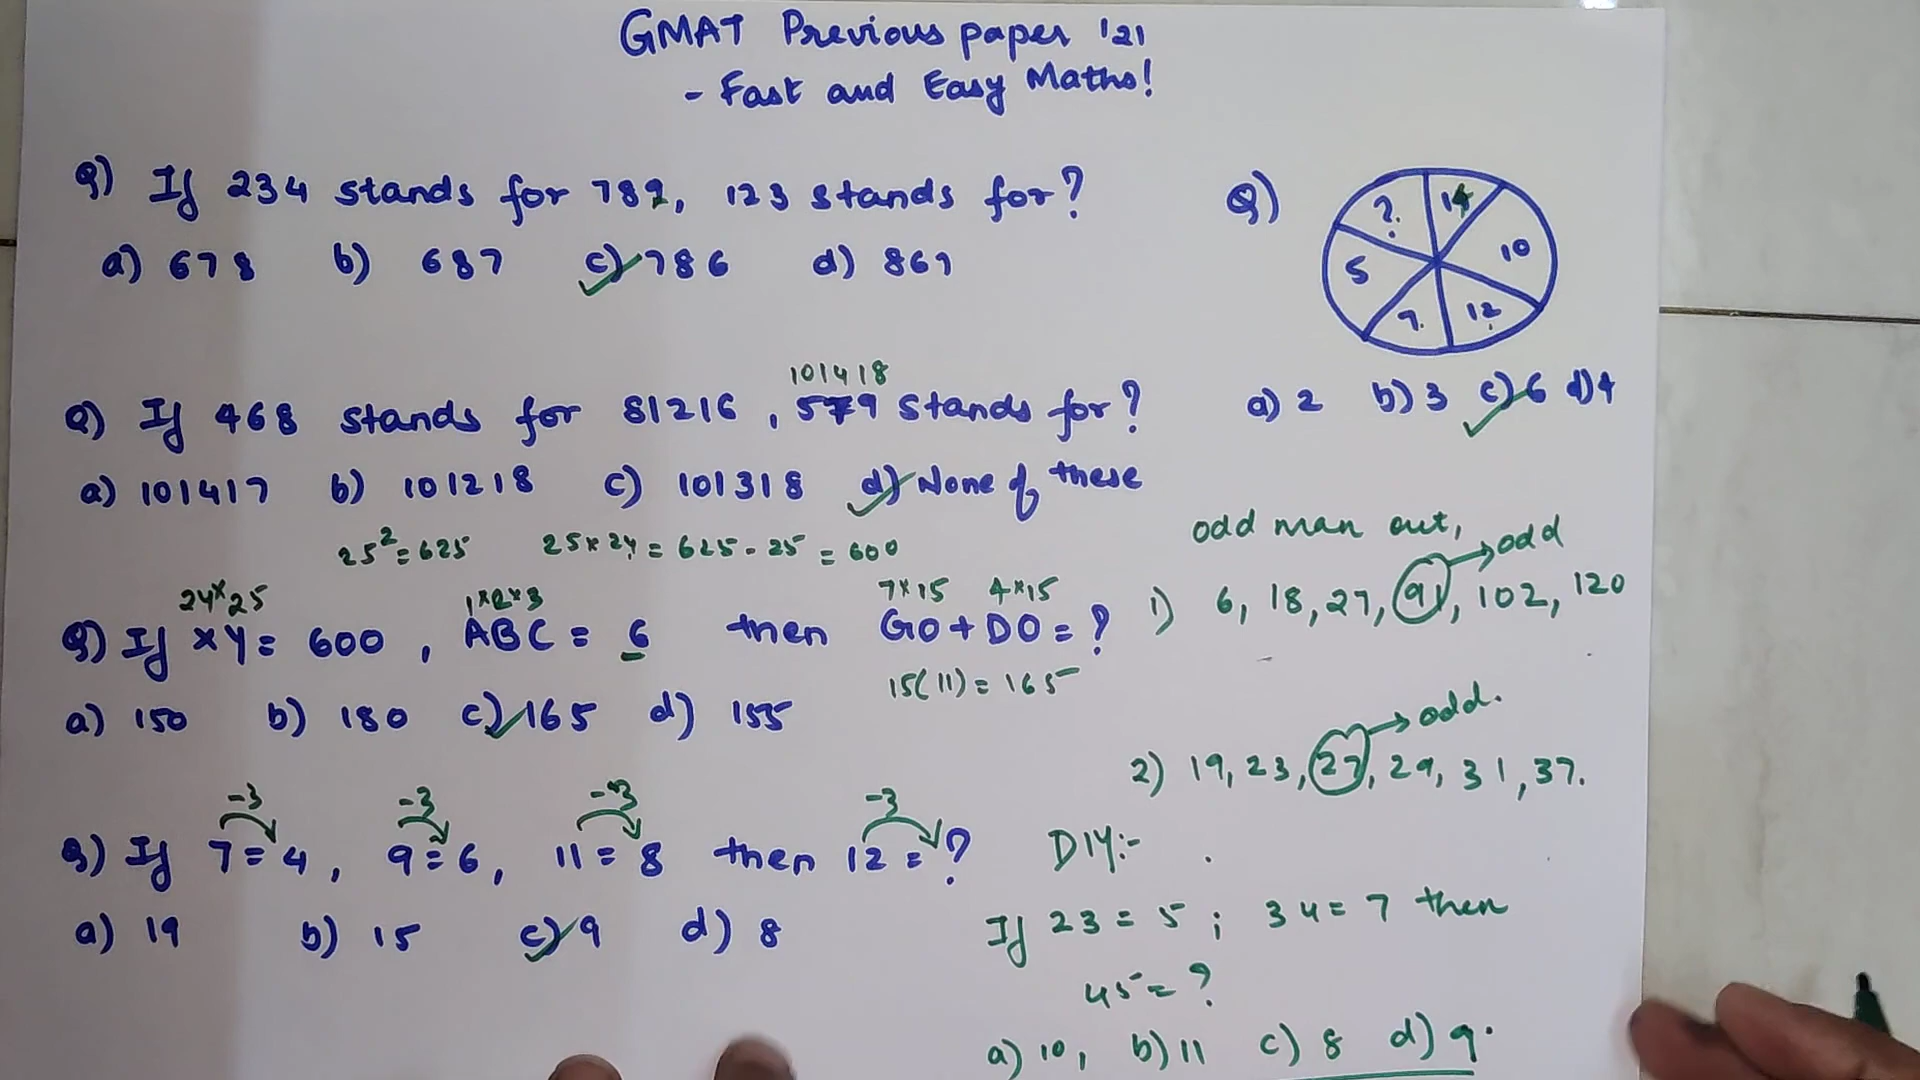 GMAT Previous paper '21
- Fast and Easy Maths!
Q) If 234 stands for 789, 123 stands for?
a) 678 b) 687 c) 786 d) 867
101418
Q) If 468 stands for 81216, 579 stands for?
a) 101417 b) 101218 c) 101318 d) None of these
25² = 625 25×24 = 625 - 25 = 600
24×25 1×2×3 7×15 4×15
Q) If XY = 600, ABC = 6 then GO + DO = ?
15(11) = 165
a) 150 b) 180 c) 165 d) 155
-3 -3 -3 -3
Q) If 7=4, 9=6, 11=8 then 12 = ?
a) 19 b) 15 c) 9 d) 8
Q)
? 14
5 10
9 12
a) 2 b) 3 c) 6 d) 4
odd man out,
odd
1) 6, 18, 27, 91, 102, 120
odd.
2) 19, 23, 27, 29, 31, 37.
DIY:-
If 23 = 5 ; 34 = 7 then
45 = ?
a) 10, b) 11 c) 8 d) 9.